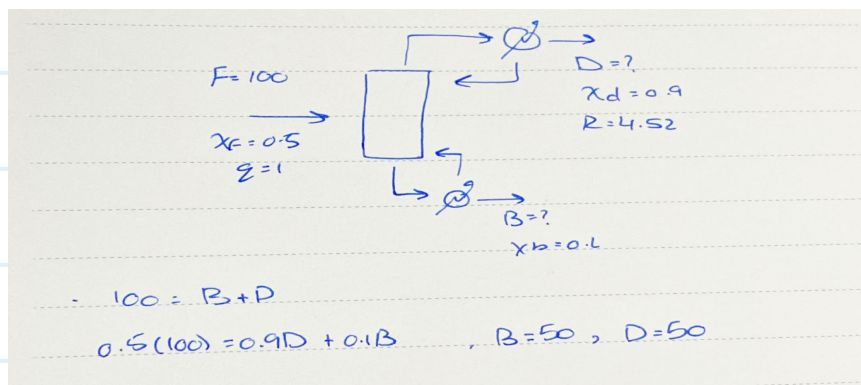 F= 100
xF = 0.5
q=1
D=?
xd = 0.9
R=4.52
B=?
xb=0.1
100 = B+D
0.5(100) = 0.9D + 0.1B , B=50, D=50